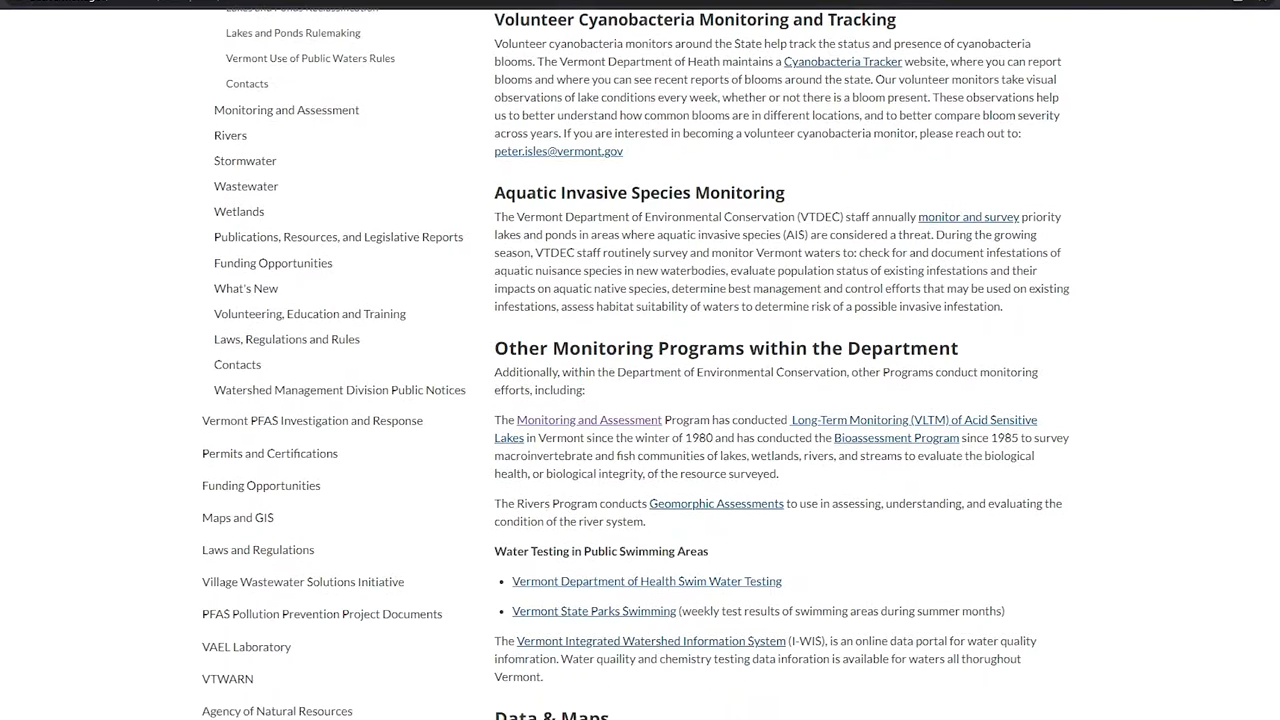 Lakes and Ponds Reclassification
Lakes and Ponds Rulemaking
Vermont Use of Public Waters Rules
Contacts
Monitoring and Assessment
Rivers
Stormwater
Wastewater
Wetlands
Publications, Resources, and Legislative Reports
Funding Opportunities
What's New
Volunteering, Education and Training
Laws, Regulations and Rules
Contacts
Watershed Management Division Public Notices
Vermont PFAS Investigation and Response
Permits and Certifications
Funding Opportunities
Maps and GIS
Laws and Regulations
Village Wastewater Solutions Initiative
PFAS Pollution Prevention Project Documents
VAEL Laboratory
VTWARN
Agency of Natural Resources
Volunteer Cyanobacteria Monitoring and Tracking
Volunteer cyanobacteria monitors around the State help track the status and presence of cyanobacteria
blooms. The Vermont Department of Heath maintains a Cyanobacteria Tracker website, where you can report
blooms and where you can see recent reports of blooms around the state. Our volunteer monitors take visual
observations of lake conditions every week, whether or not there is a bloom present. These observations help
us to better understand how common blooms are in different locations, and to better compare bloom severity
across years. If you are interested in becoming a volunteer cyanobacteria monitor, please reach out to:
peter.isles@vermont.gov
Aquatic Invasive Species Monitoring
The Vermont Department of Environmental Conservation (VTDEC) staff annually monitor and survey priority
lakes and ponds in areas where aquatic invasive species (AIS) are considered a threat. During the growing
season, VTDEC staff routinely survey and monitor Vermont waters to: check for and document infestations of
aquatic nuisance species in new waterbodies, evaluate population status of existing infestations and their
impacts on aquatic native species, determine best management and control efforts that may be used on existing
infestations, assess habitat suitability of waters to determine risk of a possible invasive infestation.
Other Monitoring Programs within the Department
Additionally, within the Department of Environmental Conservation, other Programs conduct monitoring
efforts, including:
The Monitoring and Assessment Program has conducted Long-Term Monitoring (VLTM) of Acid Sensitive
Lakes in Vermont since the winter of 1980 and has conducted the Bioassessment Program since 1985 to survey
macroinvertebrate and fish communities of lakes, wetlands, rivers, and streams to evaluate the biological
health, or biological integrity, of the resource surveyed.
The Rivers Program conducts Geomorphic Assessments to use in assessing, understanding, and evaluating the
condition of the river system.
Water Testing in Public Swimming Areas
• Vermont Department of Health Swim Water Testing
• Vermont State Parks Swimming (weekly test results of swimming areas during summer months)
The Vermont Integrated Watershed Information System (I-WIS), is an online data portal for water quality
infomration. Water quaility and chemistry testing data inforation is available for waters all thorughout
Vermont.
Data & Maps